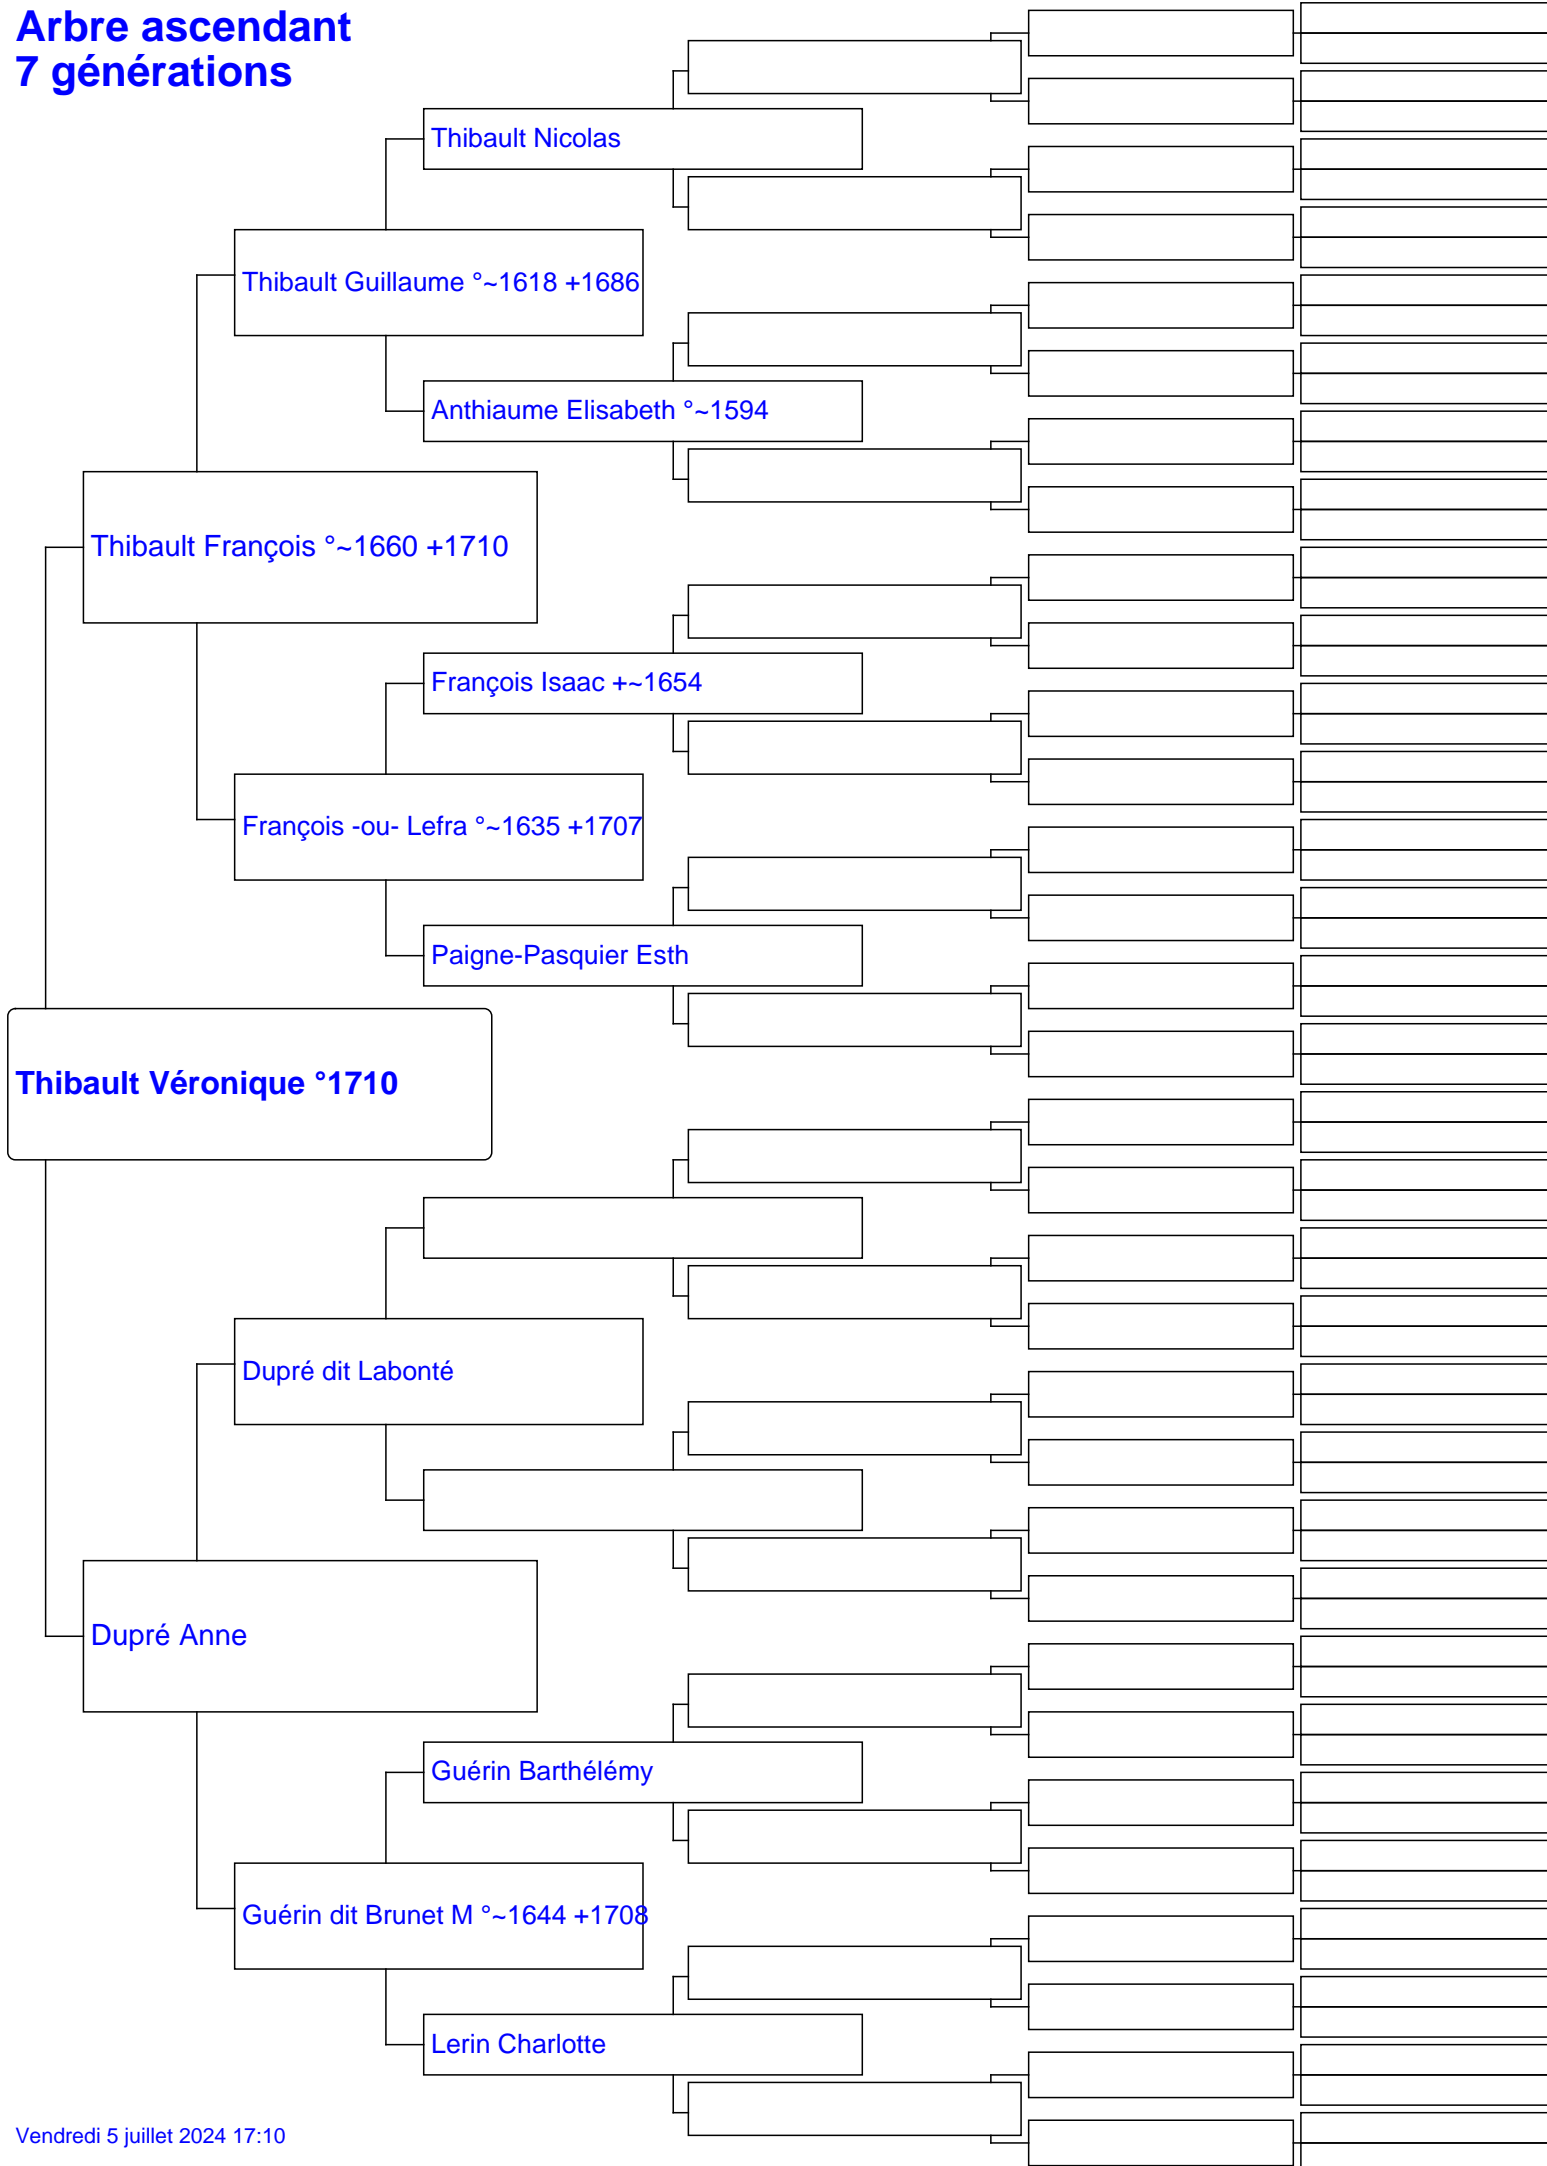 Arbre ascendant
7 générations
Thibault Nicolas
Thibault Guillaume °~1618 +1686
Anthiaume Elisabeth °~1594
Thibault François °~1660 +1710
François Isaac +~1654
François -ou- Lefra °~1635 +1707
Paigne-Pasquier Esth
Thibault Véronique °1710
Dupré dit Labonté
Dupré Anne
Guérin Barthélémy
Guérin dit Brunet M °~1644 +1708
Lerin Charlotte
Vendredi 5 juillet 2024 17:10